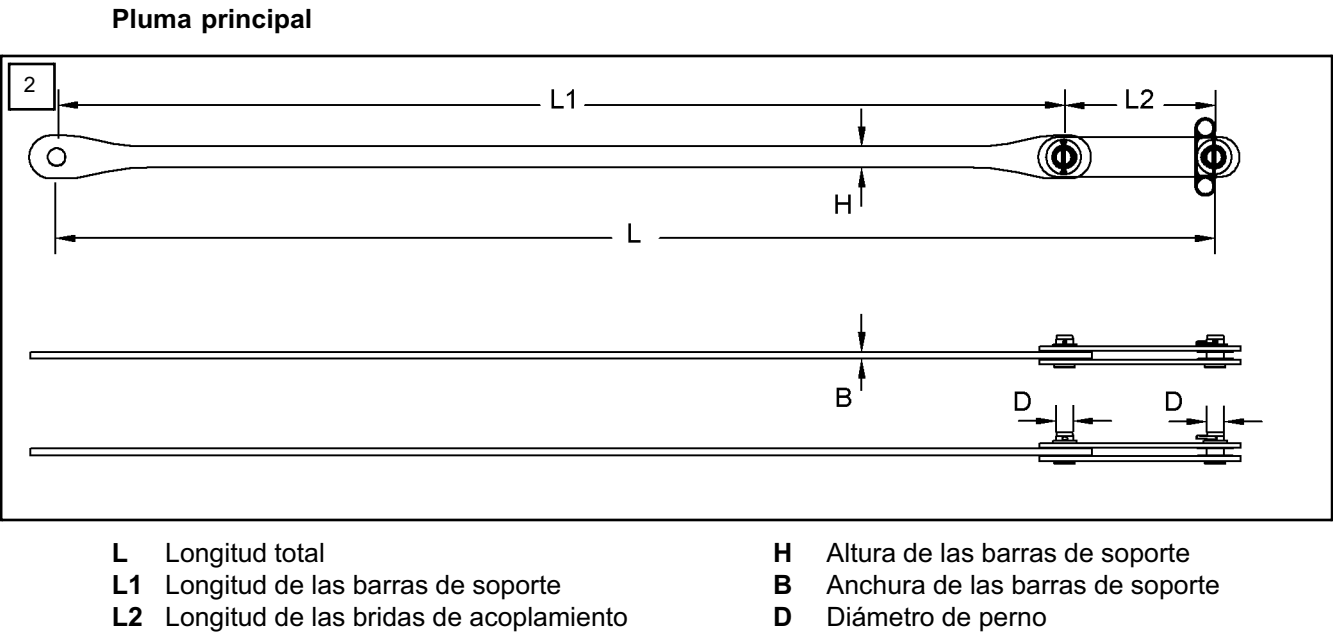 Pluma principal
2
L1
L2
H
L
B
D
D
L Longitud total
L1 Longitud de las barras de soporte
L2 Longitud de las bridas de acoplamiento
H Altura de las barras de soporte
B Anchura de las barras de soporte
D Diámetro de perno